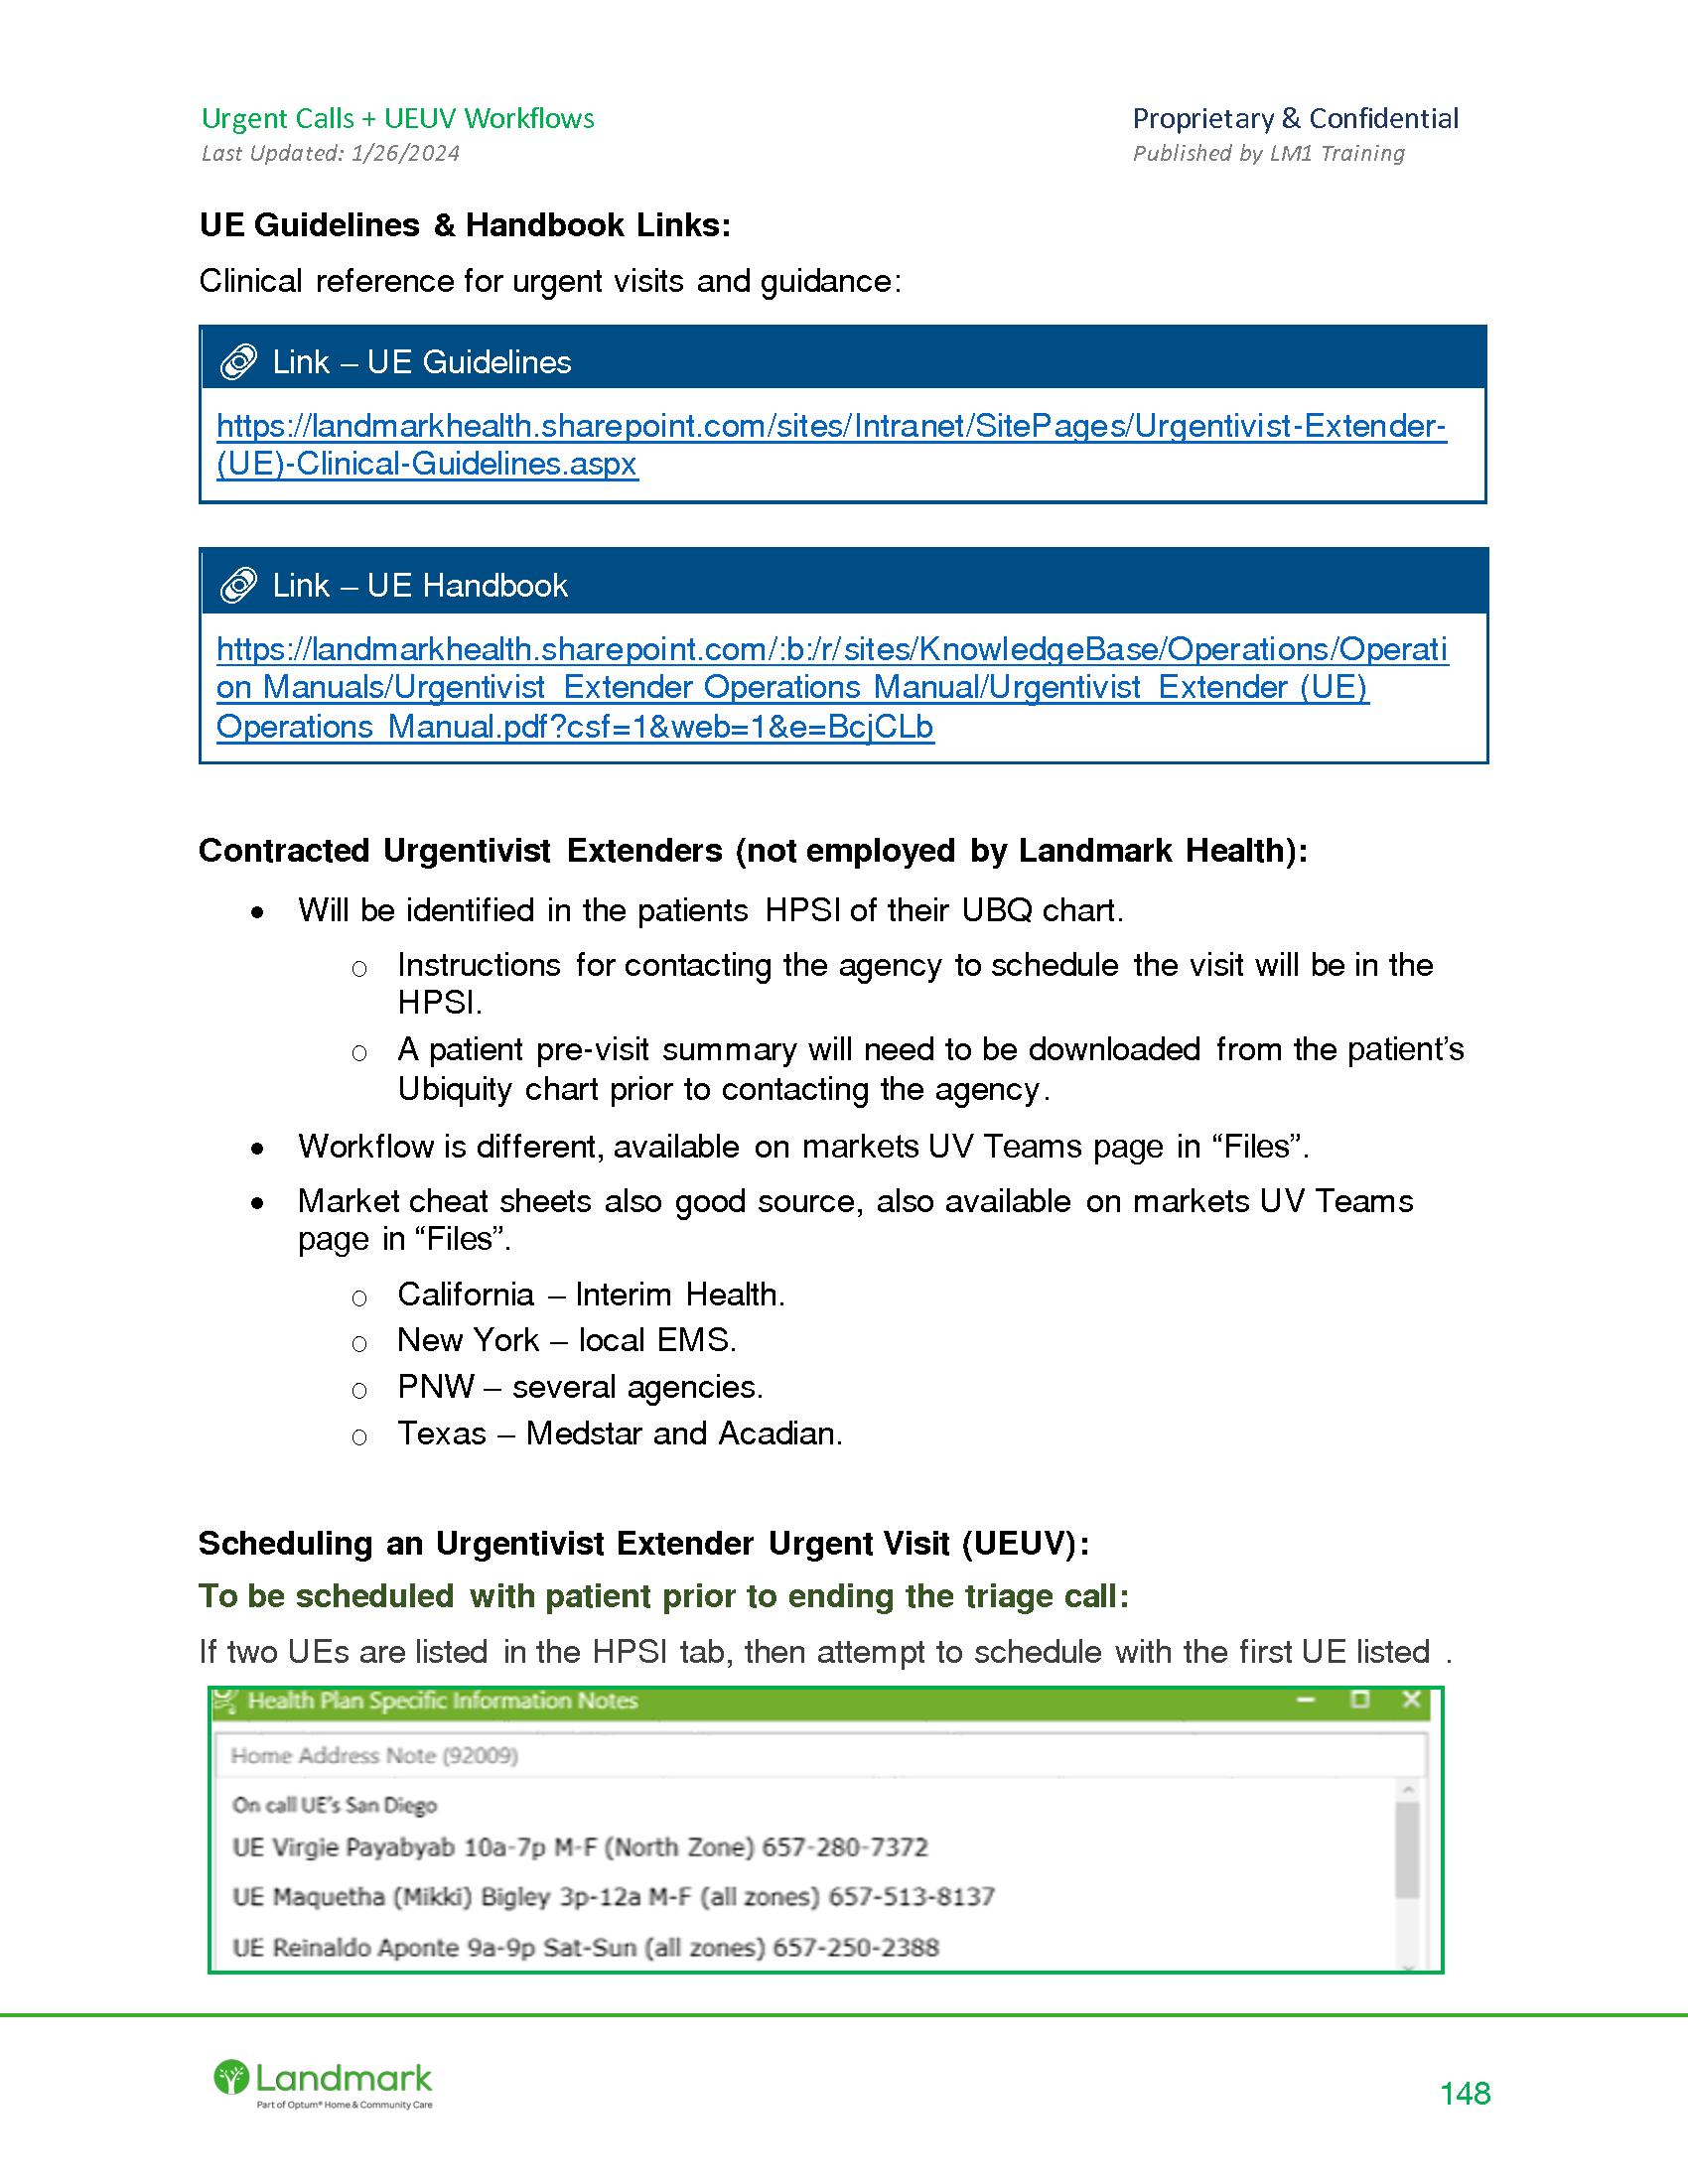 Urgent Calls + UEUV Workflows
Proprietary & Confidential
Last Updated: 1/26/2024
Published by LM1 Training
UE Guidelines & Handbook Links:
Clinical reference for urgent visits and guidance:
Link – UE Guidelines
https://landmarkhealth.sharepoint.com/sites/Intranet/SitePages/Urgentivist-Extender-
(UE)-Clinical-Guidelines.aspx
Link – UE Handbook
https://landmarkhealth.sharepoint.com/:b:/r/sites/KnowledgeBase/Operations/Operati
on Manuals/Urgentivist Extender Operations Manual/Urgentivist Extender (UE)
Operations Manual.pdf?csf=1&web=1&e=BcjCLb
Contracted Urgentivist Extenders (not employed by Landmark Health):
• Will be identified in the patients HPSI of their UBQ chart.
o Instructions for contacting the agency to schedule the visit will be in the
HPSI.
o A patient pre-visit summary will need to be downloaded from the patient’s
Ubiquity chart prior to contacting the agency.
• Workflow is different, available on markets UV Teams page in “Files”.
• Market cheat sheets also good source, also available on markets UV Teams
page in “Files”.
o California – Interim Health.
o New York – local EMS.
o PNW – several agencies.
o Texas – Medstar and Acadian.
Scheduling an Urgentivist Extender Urgent Visit (UEUV):
To be scheduled with patient prior to ending the triage call:
If two UEs are listed in the HPSI tab, then attempt to schedule with the first UE listed .
Health Plan Specific Information Notes
Home Address Note (92009)
On call UE's San Diego
UE Virgie Payabyab 10a-7p M-F (North Zone) 657-280-7372
UE Maquetha (Mikki) Bigley 3p-12a M-F (all zones) 657-513-8137
UE Reinaldo Aponte 9a-9p Sat-Sun (all zones) 657-250-2388
Landmark
Part of Optum® Home & Community Care
148